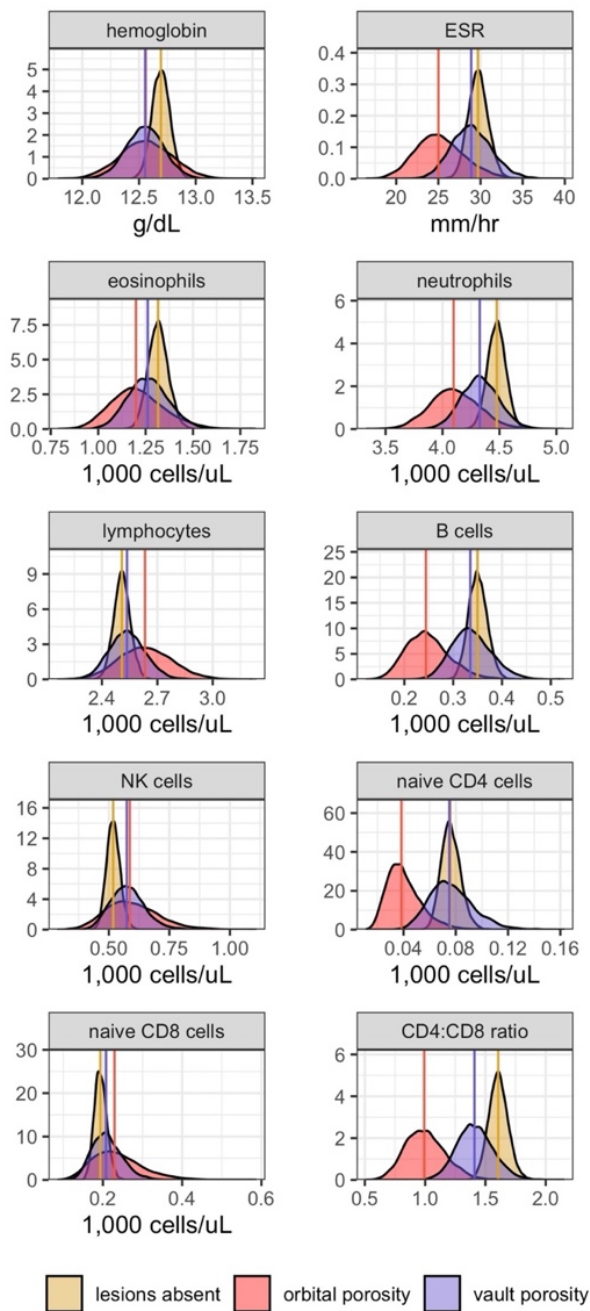 hemoglobin ESR
5 4 3 2 1 0 0.4 0.3 0.2 0.1 0.0
12.0 12.5 13.0 13.5 20 25 30 35 40
g/dL mm/hr
eosinophils neutrophils
7.5 5.0 2.5 0.0 6 4 2 0
0.75 1.00 1.25 1.50 1.75 3.5 4.0 4.5 5.0
1,000 cells/uL 1,000 cells/uL
lymphocytes B cells
9 6 3 0 25 20 15 10 5 0
2.4 2.7 3.0 0.2 0.3 0.4 0.5
1,000 cells/uL 1,000 cells/uL
NK cells naive CD4 cells
16 12 8 4 0 60 40 20 0
0.50 0.75 1.00 0.04 0.08 0.12 0.16
1,000 cells/uL 1,000 cells/uL
naive CD8 cells CD4:CD8 ratio
30 20 10 0 6 4 2 0
0.2 0.4 0.6 0.5 1.0 1.5 2.0
1,000 cells/uL
lesions absent orbital porosity vault porosity